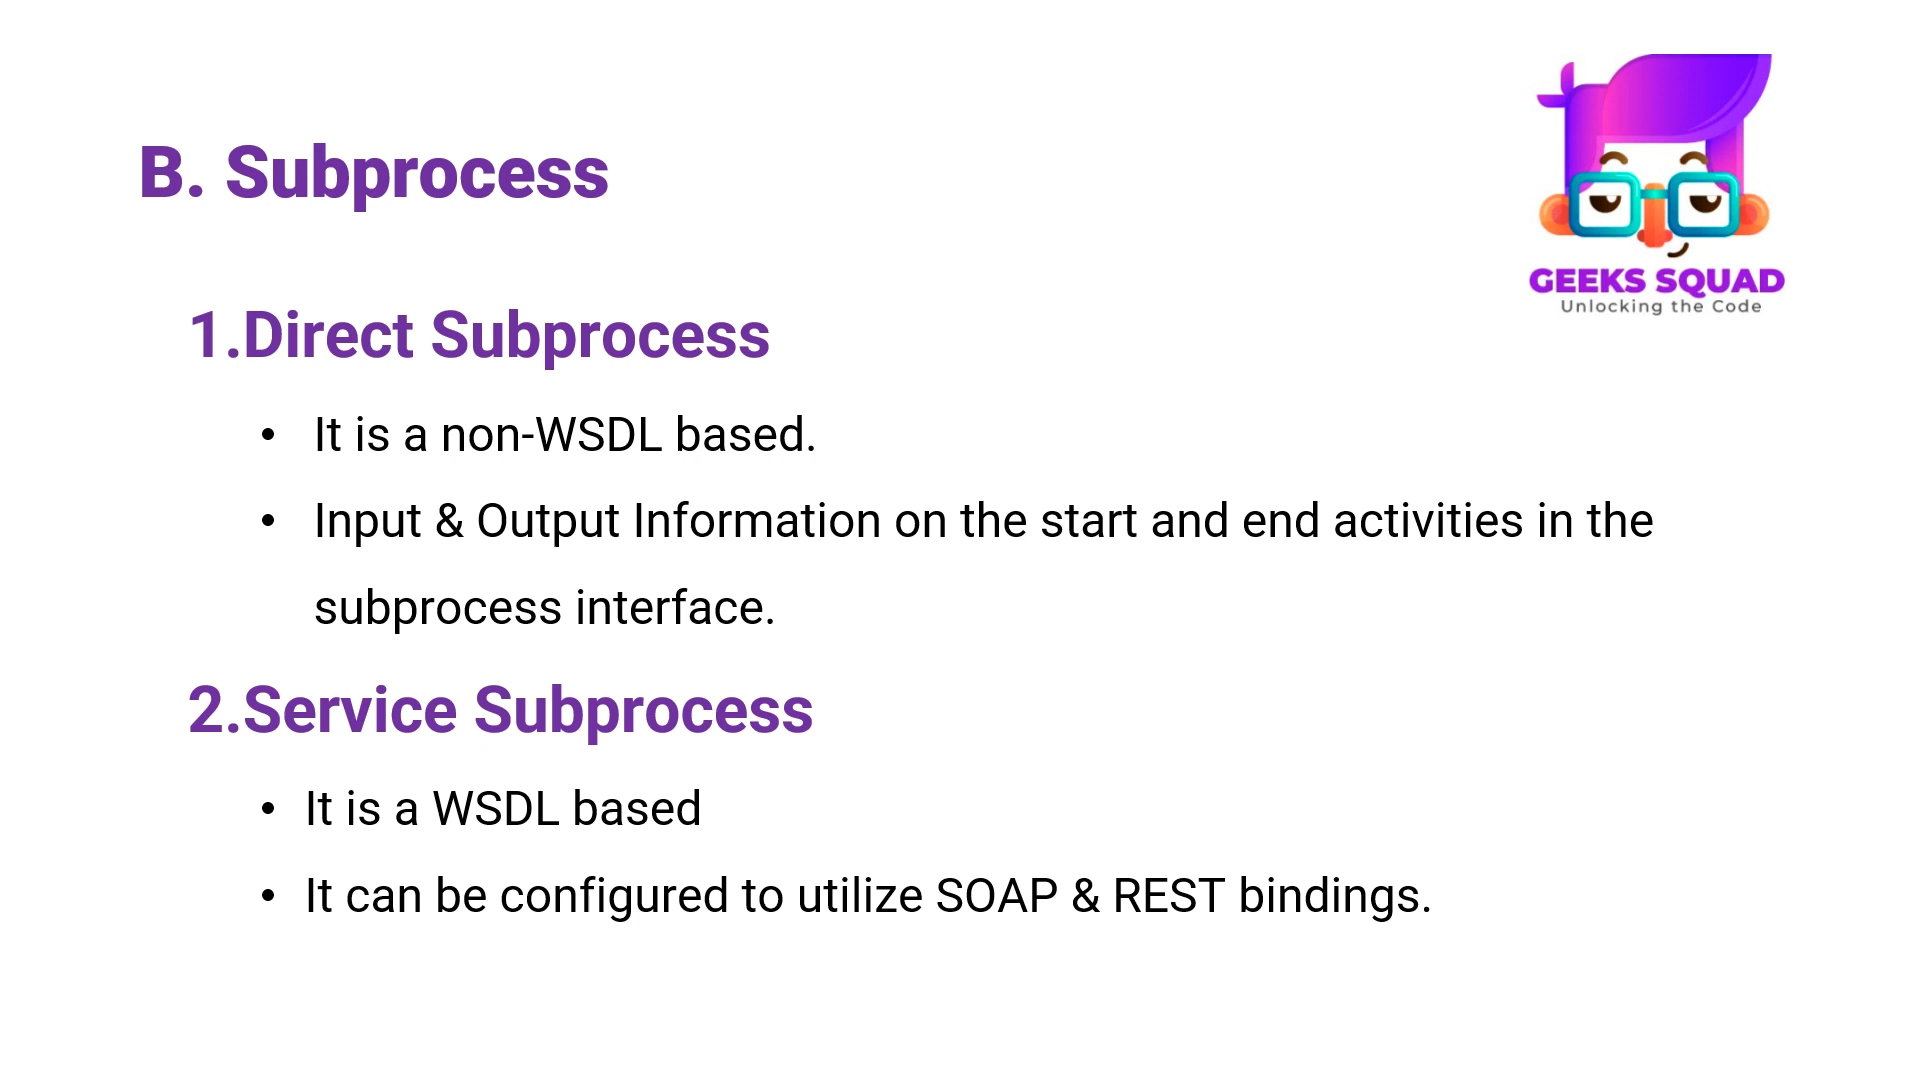 B. Subprocess
GEEKS SQUAD
Unlocking the Code
1.Direct Subprocess
• It is a non-WSDL based.
• Input & Output Information on the start and end activities in the
subprocess interface.
2.Service Subprocess
• It is a WSDL based
• It can be configured to utilize SOAP & REST bindings.